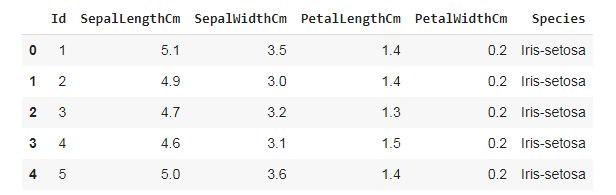 Id SepalLengthCm SepalWidthCm PetalLengthCm PetalWidthCm Species
0 1 5.1 3.5 1.4 0.2 Iris-setosa
1 2 4.9 3.0 1.4 0.2 Iris-setosa
2 3 4.7 3.2 1.3 0.2 Iris-setosa
3 4 4.6 3.1 1.5 0.2 Iris-setosa
4 5 5.0 3.6 1.4 0.2 Iris-setosa